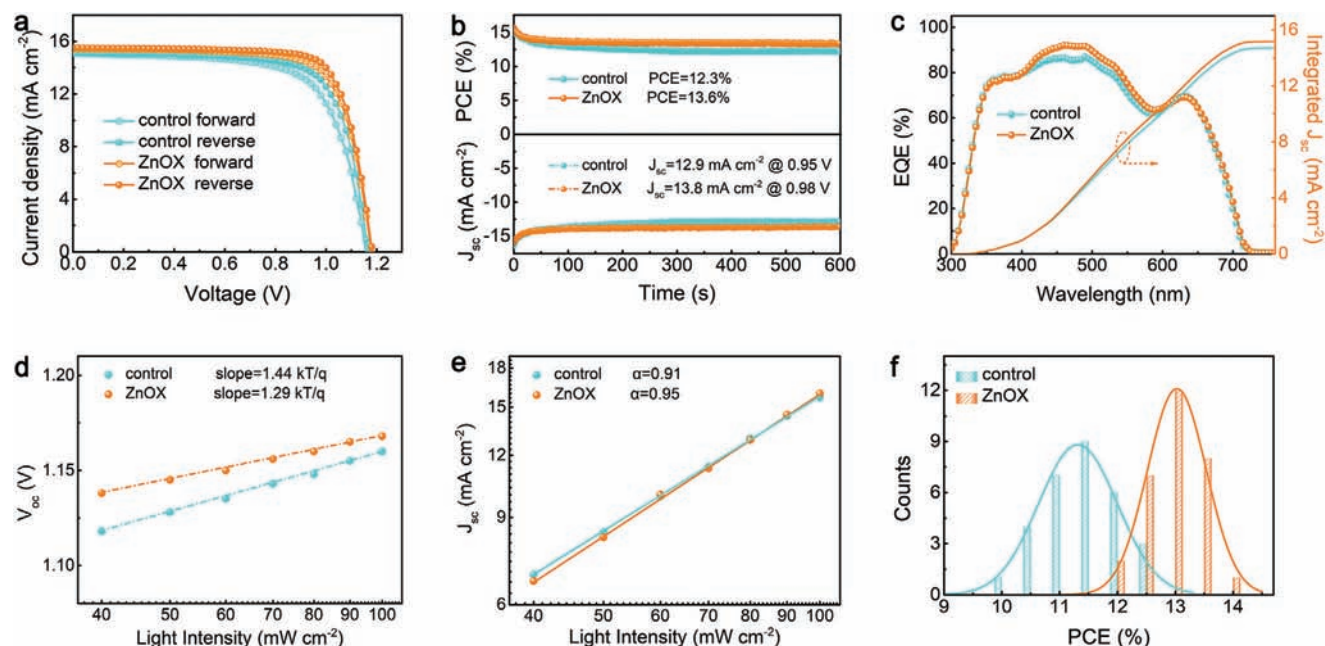 a
Current density (mA cm⁻²)
16
12
8
4
0
control forward
control reverse
ZnOX forward
ZnOX reverse
0.0 0.2 0.4 0.6 0.8 1.0 1.2
Voltage (V)
b
PCE (%)
15
10
5
0
control PCE=12.3%
ZnOX PCE=13.6%
Jsc (mA cm⁻²)
-5
-10
-15
control Jsc=12.9 mA cm⁻² @ 0.95 V
ZnOX Jsc=13.8 mA cm⁻² @ 0.98 V
0 100 200 300 400 500 600
Time (s)
c
EQE (%)
100
80
60
40
20
0
control
ZnOX
16
12
8
4
0
Integrated Jsc (mA cm⁻²)
300 400 500 600 700
Wavelength (nm)
d
Voc (V)
1.20
1.15
1.10
control slope=1.44 kT/q
ZnOX slope=1.29 kT/q
40 50 60 70 80 90 100
Light Intensity (mW cm⁻²)
e
Jsc (mA cm⁻²)
18
15
12
9
6
control α=0.91
ZnOX α=0.95
40 50 60 70 80 90 100
Light Intensity (mW cm⁻²)
f
Counts
12
9
6
3
0
control
ZnOX
9 10 11 12 13 14
PCE (%)